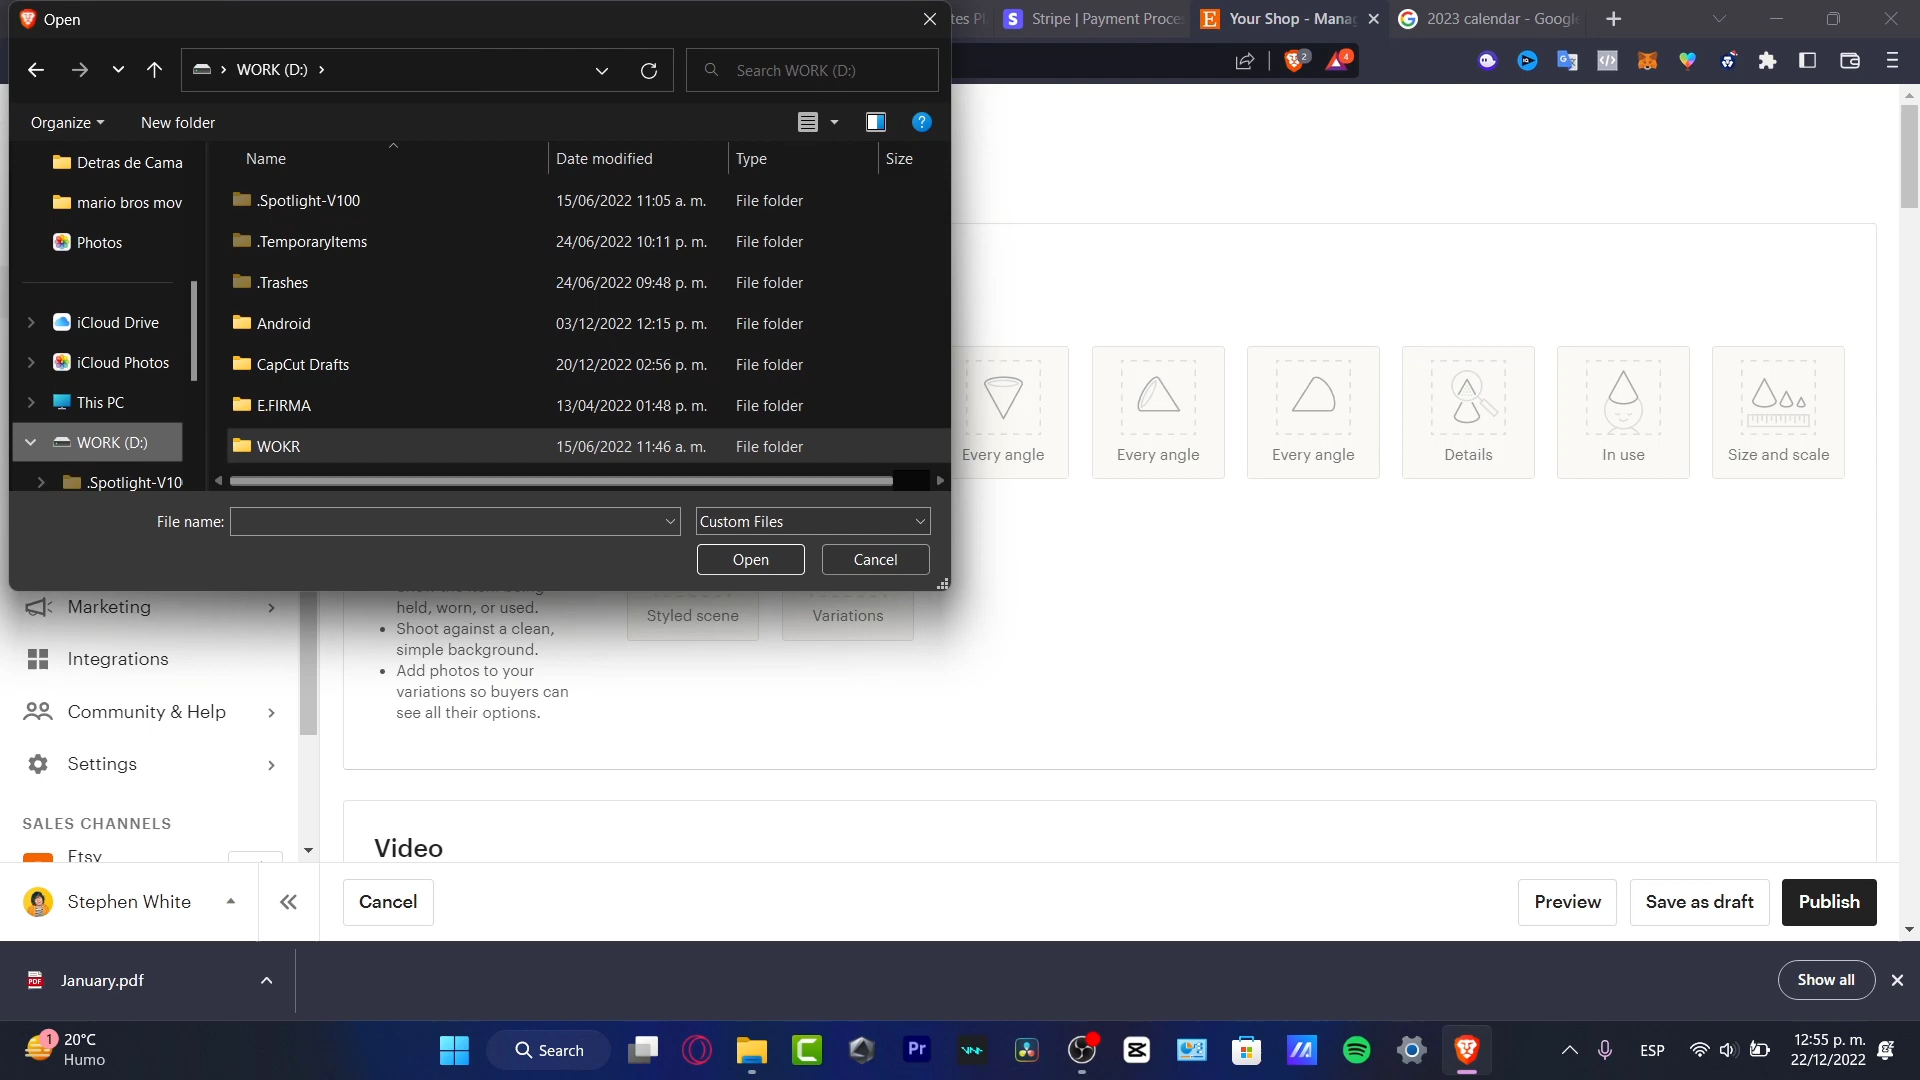 Open
tes Pl
S Stripe | Payment Proce
E Your Shop - Mana
2023 calendar - Google
WORK (D:)
Search WORK (D:)
2
4
Organize
New folder
Detras de Cama
mario bros mov
Photos
iCloud Drive
iCloud Photos
This PC
WORK (D:)
.Spotlight-V10
Name
Date modified
Type
Size
.Spotlight-V100 15/06/2022 11:05 a. m. File folder
.TemporaryItems 24/06/2022 10:11 p. m. File folder
.Trashes 24/06/2022 09:48 p. m. File folder
Android 03/12/2022 12:15 p. m. File folder
CapCut Drafts 20/12/2022 02:56 p. m. File folder
E.FIRMA 13/04/2022 01:48 p. m. File folder
WOKR 15/06/2022 11:46 a. m. File folder
File name:
Custom Files
Open
Cancel
Every angle
Every angle
Every angle
Details
In use
Size and scale
Styled scene
Variations
held, worn, or used.
• Shoot against a clean,
simple background.
• Add photos to your
variations so buyers can
see all their options.
Marketing
Integrations
Community & Help
Settings
SALES CHANNELS
Etsy
Stephen White
Video
Cancel
Preview
Save as draft
Publish
PDF
January.pdf
Show all
1
20°C
Humo
Search
Pr
ESP
12:55 p. m.
22/12/2022